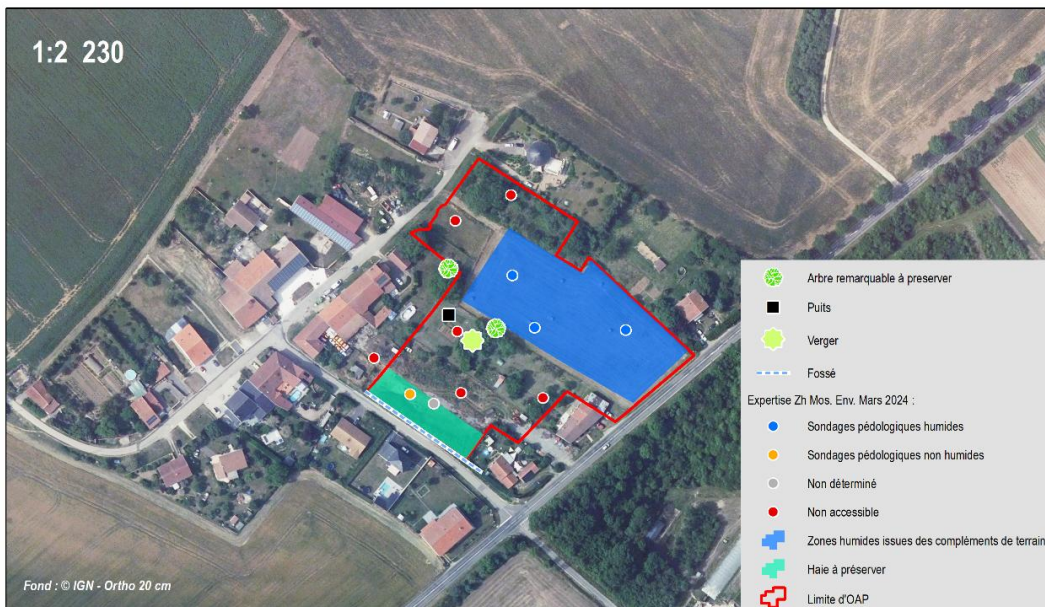 1:2 230
Arbre remarquable à preserver
Puits
Verger
Fossé
Expertise Zh Mos. Env. Mars 2024 :
Sondages pédologiques humides
Sondages pédologiques non humides
Non déterminé
Non accessible
Zones humides issues des compléments de terrain
Haie à préserver
Limite d'OAP
Fond : © IGN - Ortho 20 cm